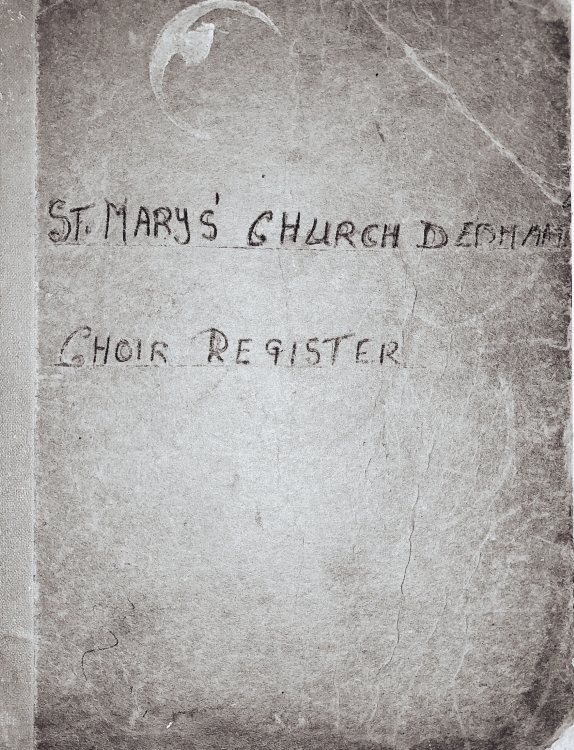 ST. MARYS' CHURCH DEDHAM
CHOIR REGISTER